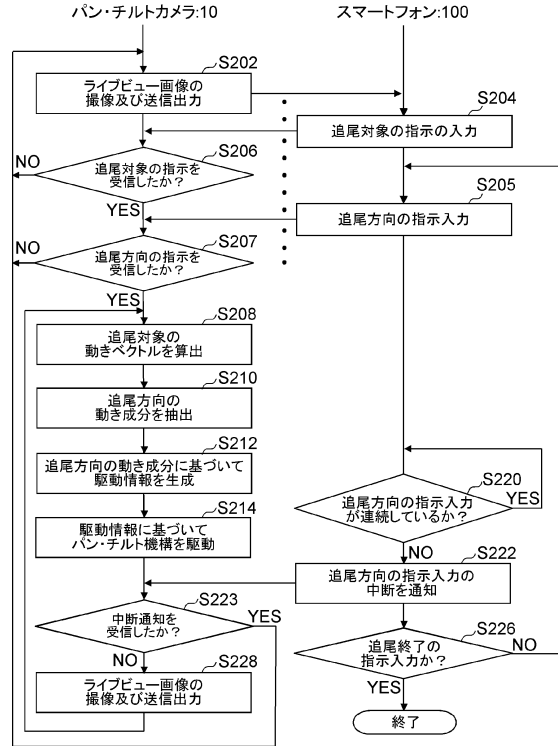 パン・チルトカメラ:10
スマートフォン:100
S202
ライブビュー画像の
撮像及び送信出力
S204
追尾対象の指示の入力
S206
追尾対象の指示を
受信したか?
NO
YES
S205
追尾方向の指示入力
S207
追尾方向の指示を
受信したか?
NO
YES
S208
追尾対象の
動きベクトルを算出
S210
追尾方向の
動き成分を抽出
S212
追尾方向の動き成分に基づいて
駆動情報を生成
S214
駆動情報に基づいて
パン・チルト機構を駆動
S220
追尾方向の指示入力
が連続しているか?
YES
NO
S222
追尾方向の指示入力の
中断を通知
S223
中断通知を
受信したか?
YES
NO
S226
追尾終了の
指示入力か?
NO
YES
S228
ライブビュー画像の
撮像及び送信出力
終了